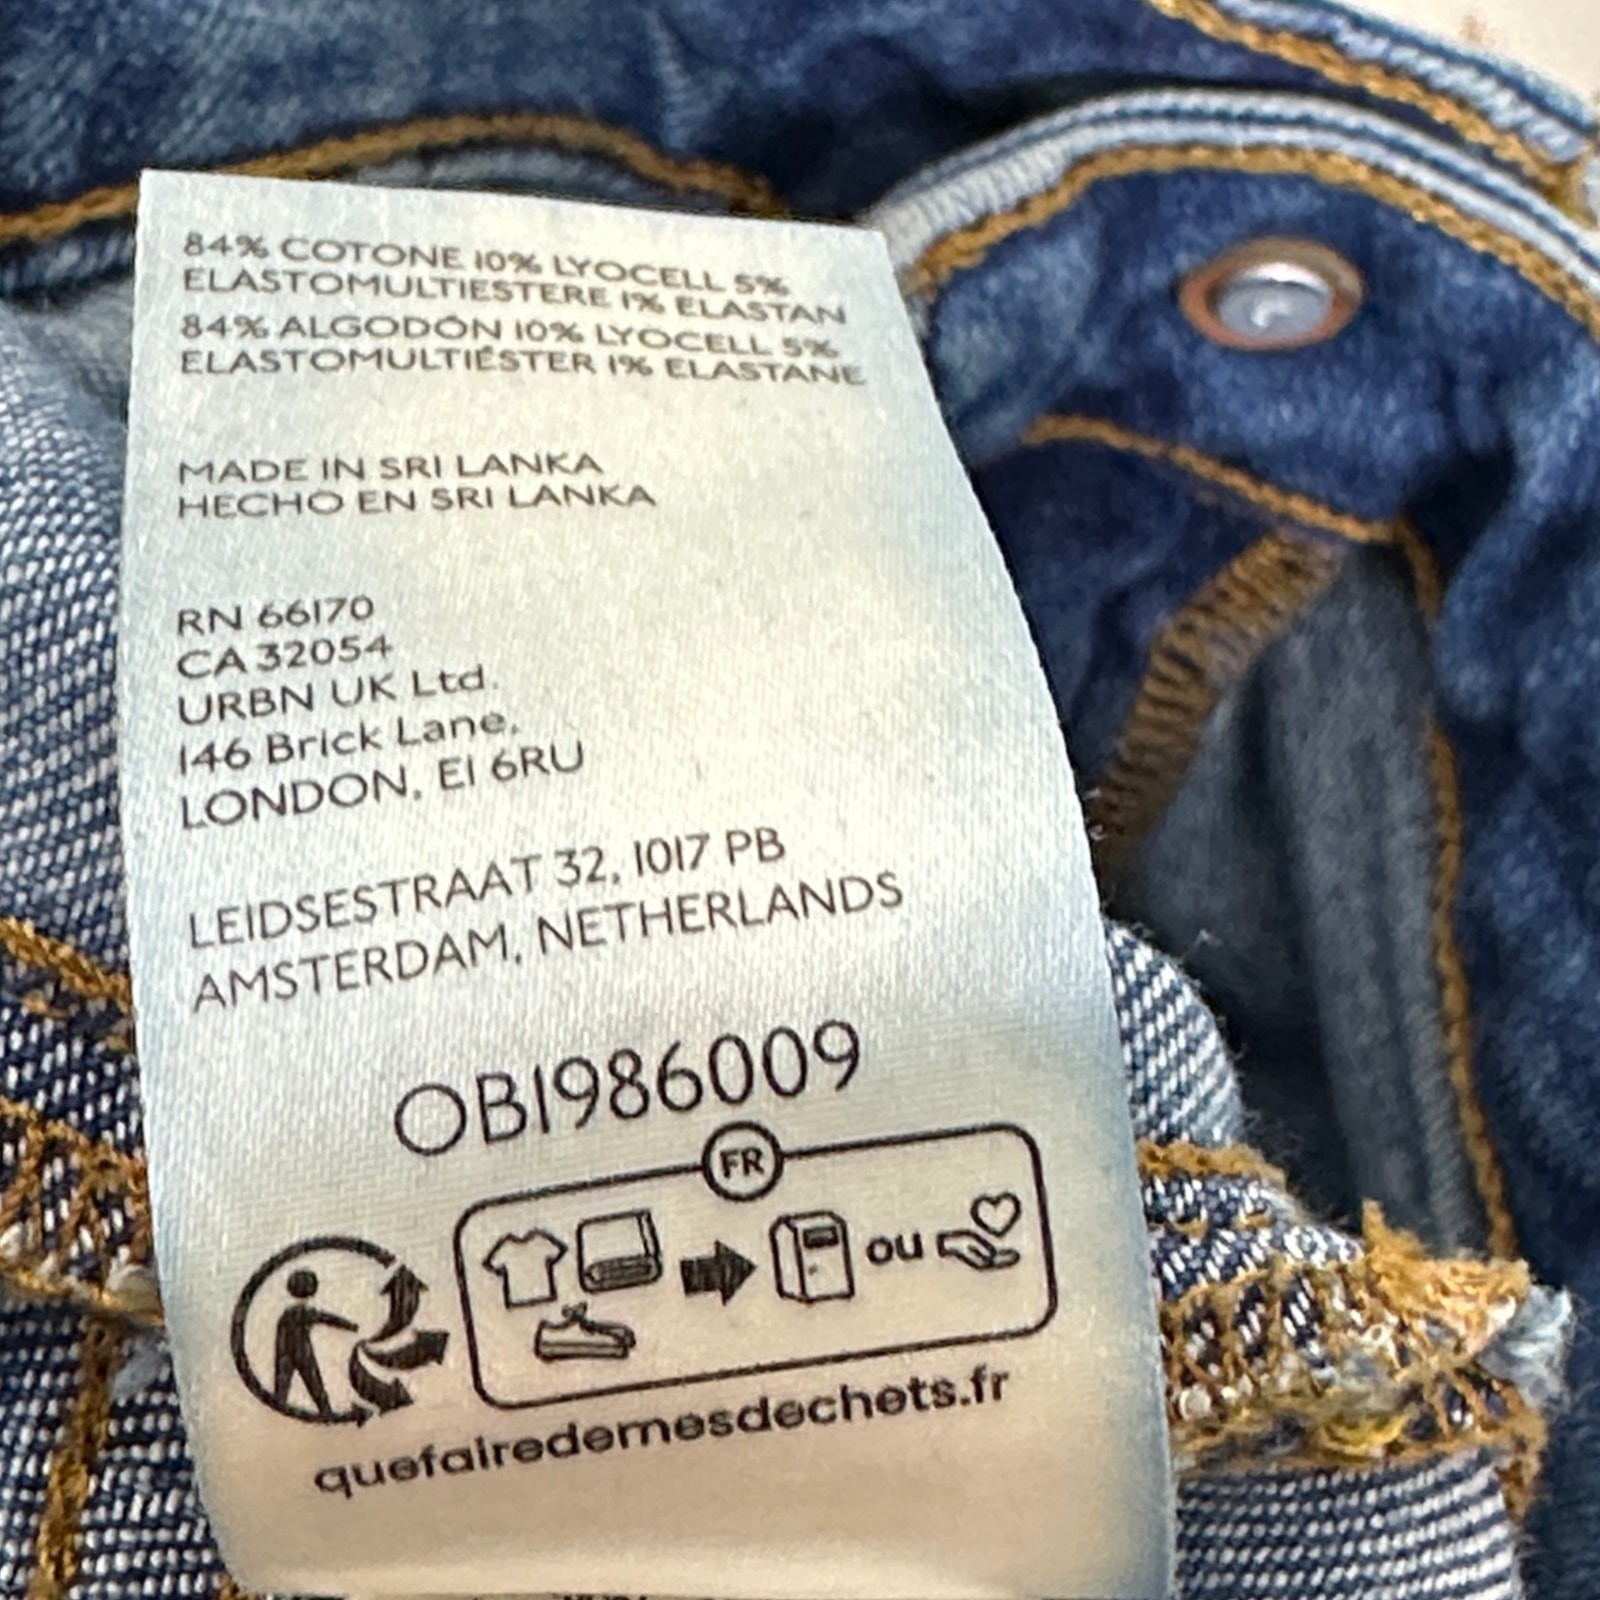 84% COTONE 10% LYOCELL 5%
ELASTOMULTIESTERE 1% ELASTAN
84% ALGODÓN 10% LYOCELL 5%
ELASTOMULTIÉSTER 1% ELASTANE
MADE IN SRI LANKA
HECHO EN SRI LANKA
RN 66170
CA 32054
URBN UK Ltd.
146 Brick Lane,
LONDON, E1 6RU
LEIDSESTRAAT 32, 1017 PB
AMSTERDAM, NETHERLANDS
OB1986009
FR
ou
quefairedemesdechets.fr